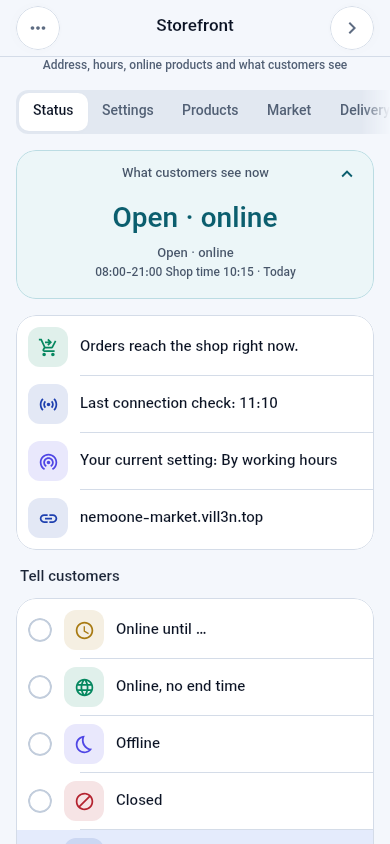 Storefront
Address, hours, online products and what customers see
Status
Settings
Products
Market
Delivery
What customers see now
Open · online
Open · online
08:00–21:00 Shop time 10:15 · Today
Orders reach the shop right now.
Last connection check: 11:10
Your current setting: By working hours
nemoone-market.vill3n.top
Tell customers
Online until …
Online, no end time
Offline
Closed